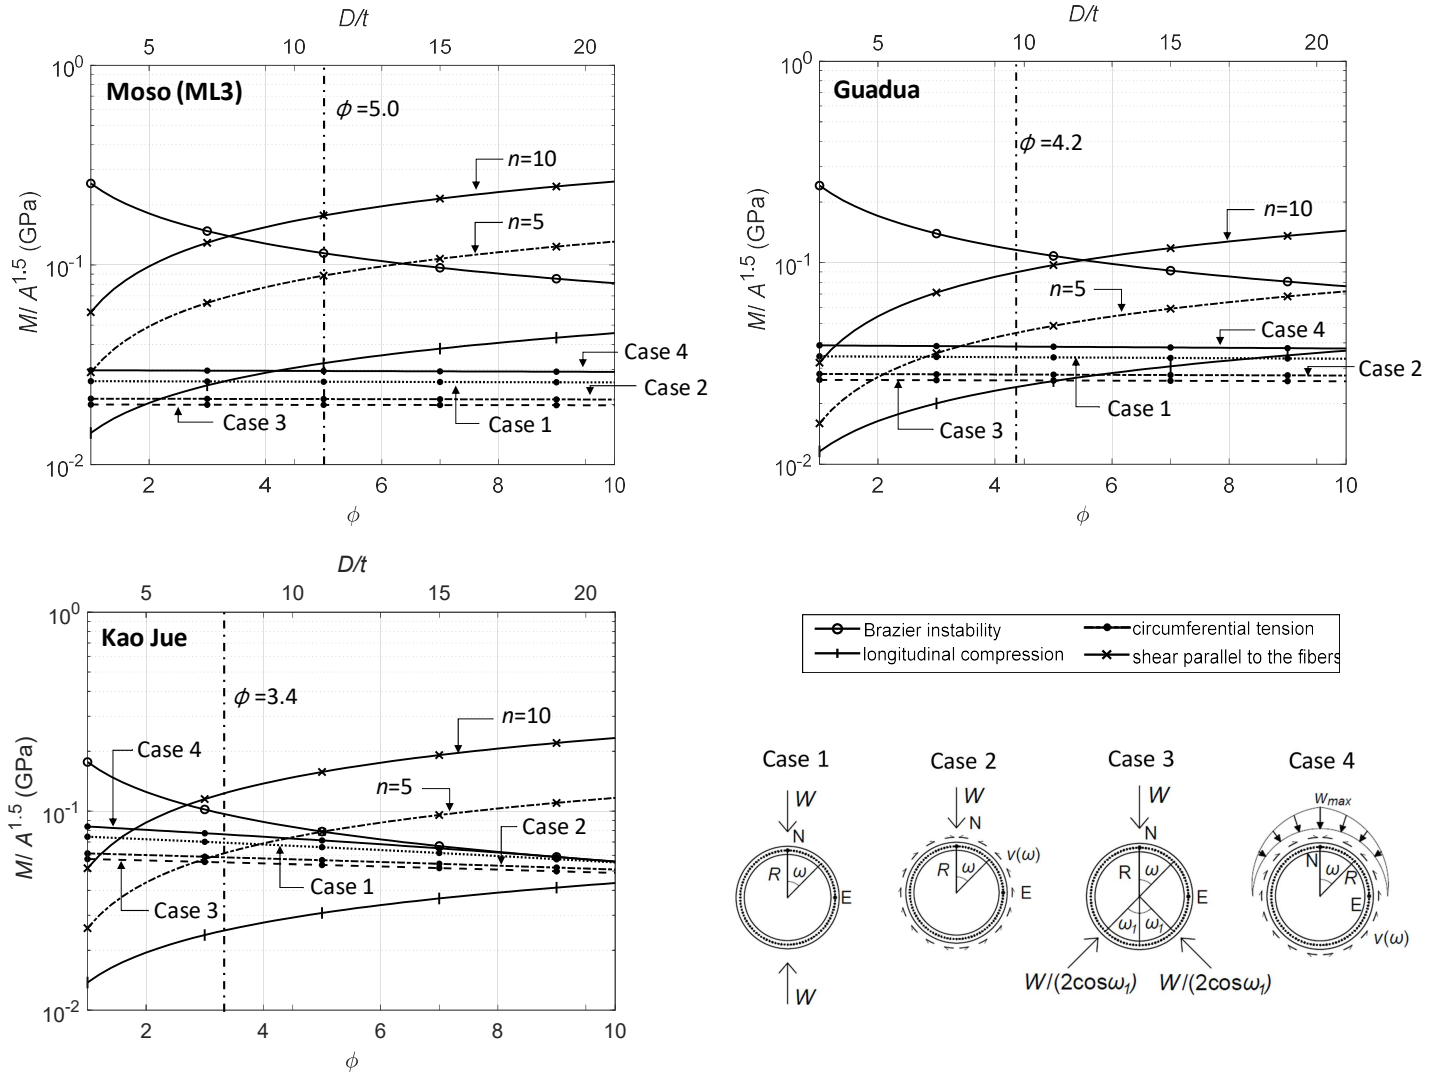 D/t
5 10 15 20
Moso (ML3)
ϕ =5.0
n=10
n=5
Case 4
Case 2
Case 3
Case 1
10^0
10^-1
10^-2
M/ A^1.5 (GPa)
2 4 6 8 10
ϕ
D/t
5 10 15 20
Guadua
ϕ =4.2
n=10
n=5
Case 4
Case 2
Case 1
Case 3
10^0
10^-1
10^-2
M/ A^1.5 (GPa)
2 4 6 8 10
ϕ
D/t
5 10 15 20
Kao Jue
ϕ =3.4
n=10
Case 4
n=5
Case 2
Case 1
Case 3
10^0
10^-1
10^-2
M/ A^1.5 (GPa)
2 4 6 8 10
ϕ
Brazier instability
longitudinal compression
circumferential tension
shear parallel to the fibers
Case 1
W
N
R ω
E
W
Case 2
W
N
v(ω)
R ω
E
Case 3
W
N
R ω
E
ω1 ω1
W/(2cosω1) W/(2cosω1)
Case 4
wmax
N
ω R
E
v(ω)